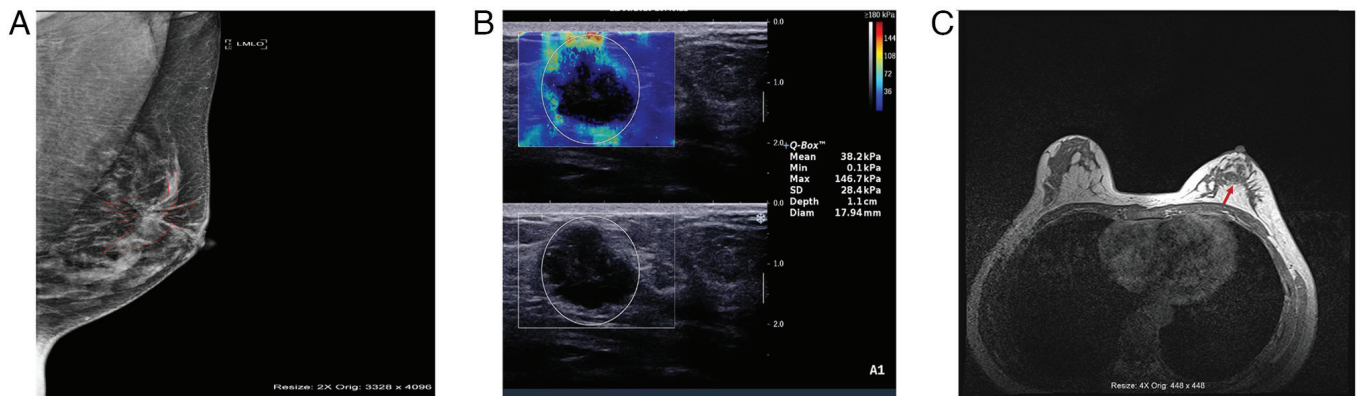 A
LMLO
Resize: 2X Orig: 3328 x 4096
B
≥180 kPa
144
108
72
36
0.0
1.0
2.0
+Q-Box™
Mean 38.2kPa
Min 0.1kPa
Max 146.7kPa
SD 28.4kPa
Depth 1.1cm
Diam 17.94mm
0.0
1.0
2.0
A1
C
Resize: 4X Orig: 448 x 448